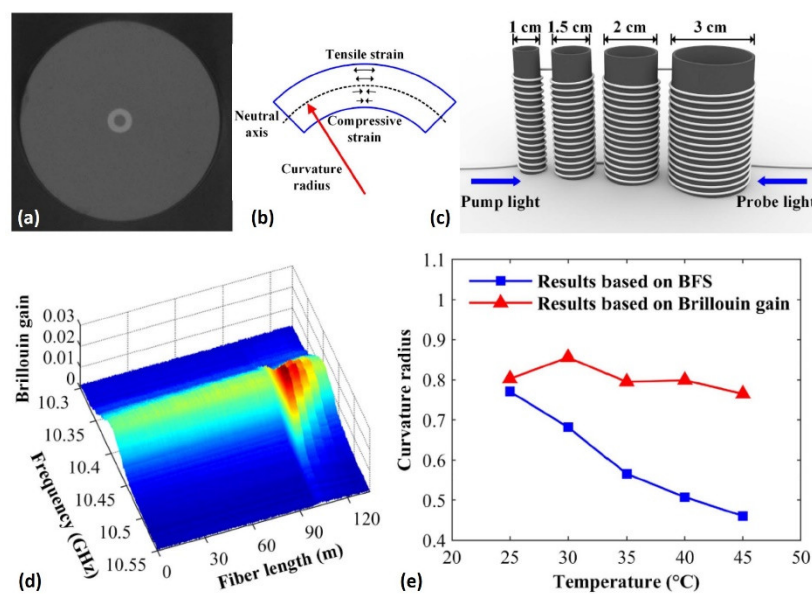 (a)
Tensile strain
Neutral
axis
Compressive
strain
Curvature
radius
(b)
1 cm
1.5 cm
2 cm
3 cm
Pump light
Probe light
(c)
Brillouin gain
0.03
0.02
0.01
0
10.3
10.35
10.4
10.45
10.5
10.55
Frequency (GHz)
0
30
60
90
120
Fiber length (m)
(d)
Curvature radius
1.1
1
0.9
0.8
0.7
0.6
0.5
0.4
Results based on BFS
Results based on Brillouin gain
20
25
30
35
40
45
50
Temperature (°C)
(e)